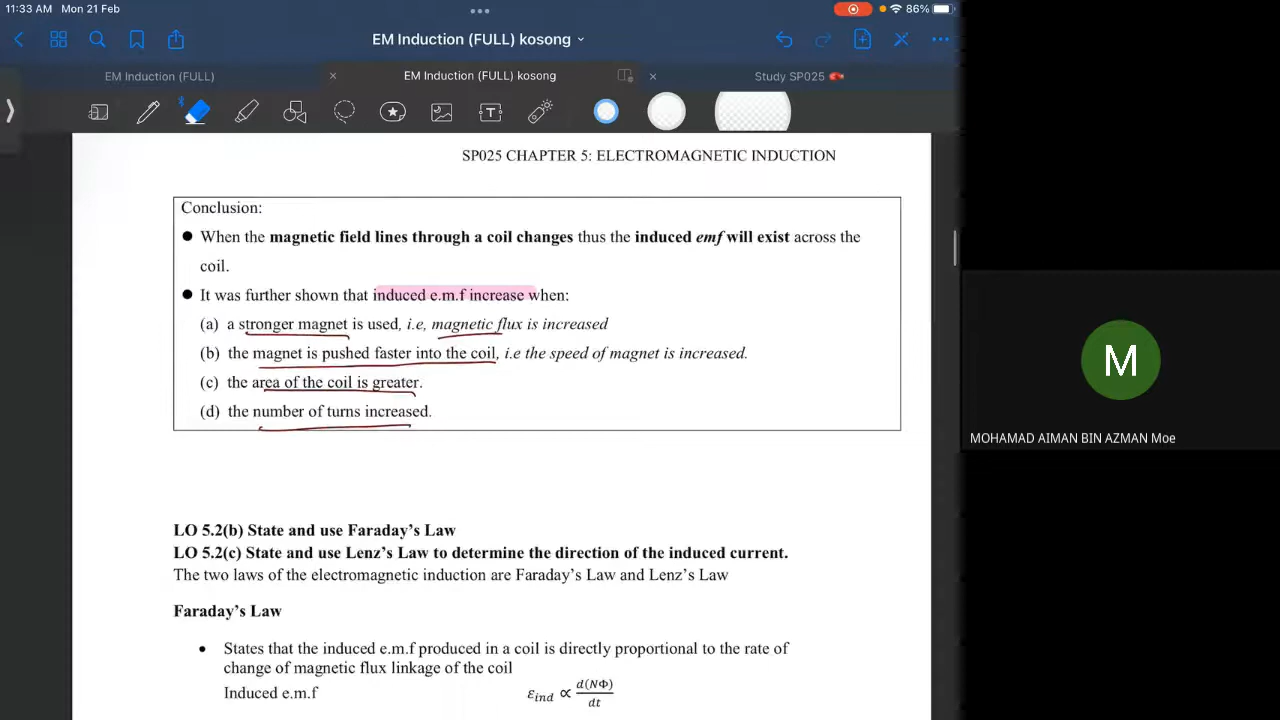 11:33 AM Mon 21 Feb
86%
EM Induction (FULL) kosong
EM Induction (FULL)
EM Induction (FULL) kosong
Study SP025
SP025 CHAPTER 5: ELECTROMAGNETIC INDUCTION
Conclusion:
● When the magnetic field lines through a coil changes thus the induced emf will exist across the
coil.
● It was further shown that induced e.m.f increase when:
(a) a stronger magnet is used, i.e, magnetic flux is increased
(b) the magnet is pushed faster into the coil, i.e the speed of magnet is increased.
(c) the area of the coil is greater.
(d) the number of turns increased.
LO 5.2(b) State and use Faraday’s Law
LO 5.2(c) State and use Lenz’s Law to determine the direction of the induced current.
The two laws of the electromagnetic induction are Faraday’s Law and Lenz’s Law
Faraday’s Law
• States that the induced e.m.f produced in a coil is directly proportional to the rate of
change of magnetic flux linkage of the coil
Induced e.m.f ε_ind ∝ d(NΦ)/dt
M
MOHAMAD AIMAN BIN AZMAN Moe